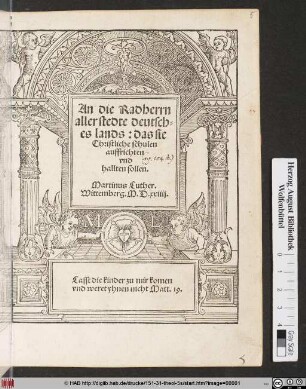 An die Radherrn
aller stedte deutsch-
es lands: das sie
Christliche schulen
auffrichten
vnd
hallten sollen.
Martinus Luther.
Wittemberg. M.D.xxiiij.
Lasst die kinder zu mir komen
vnd weret yhnen nicht Matt. 19.
Herzog August Bibliothek
Wolfenbüttel